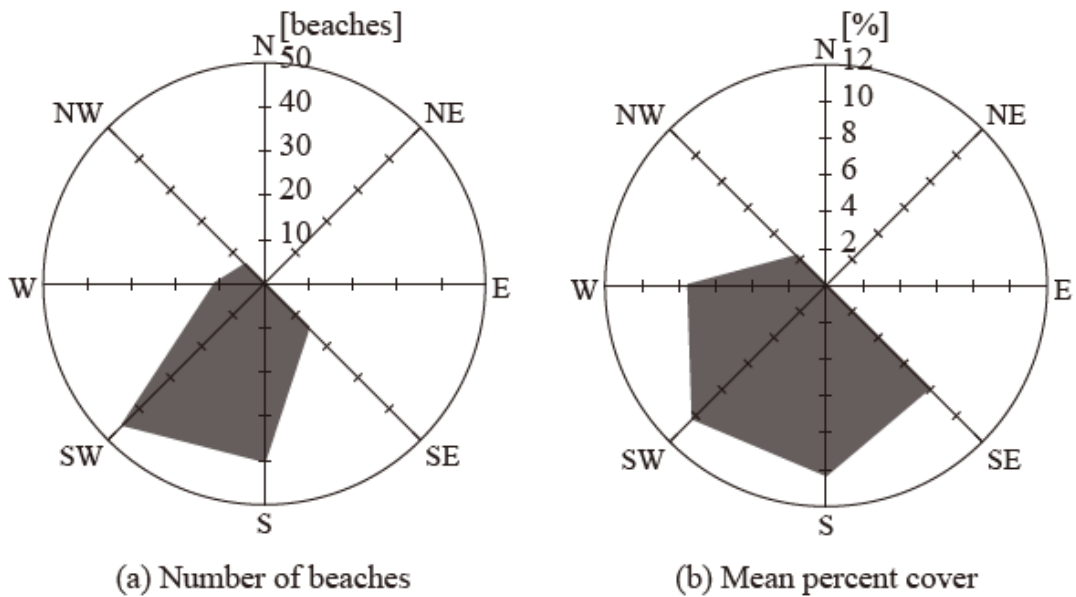 [beaches]
N
50
40
30
20
10
NW
NE
W
E
SW
SE
S
(a) Number of beaches
[%]
N
12
10
8
6
4
2
NW
NE
W
E
SW
SE
S
(b) Mean percent cover